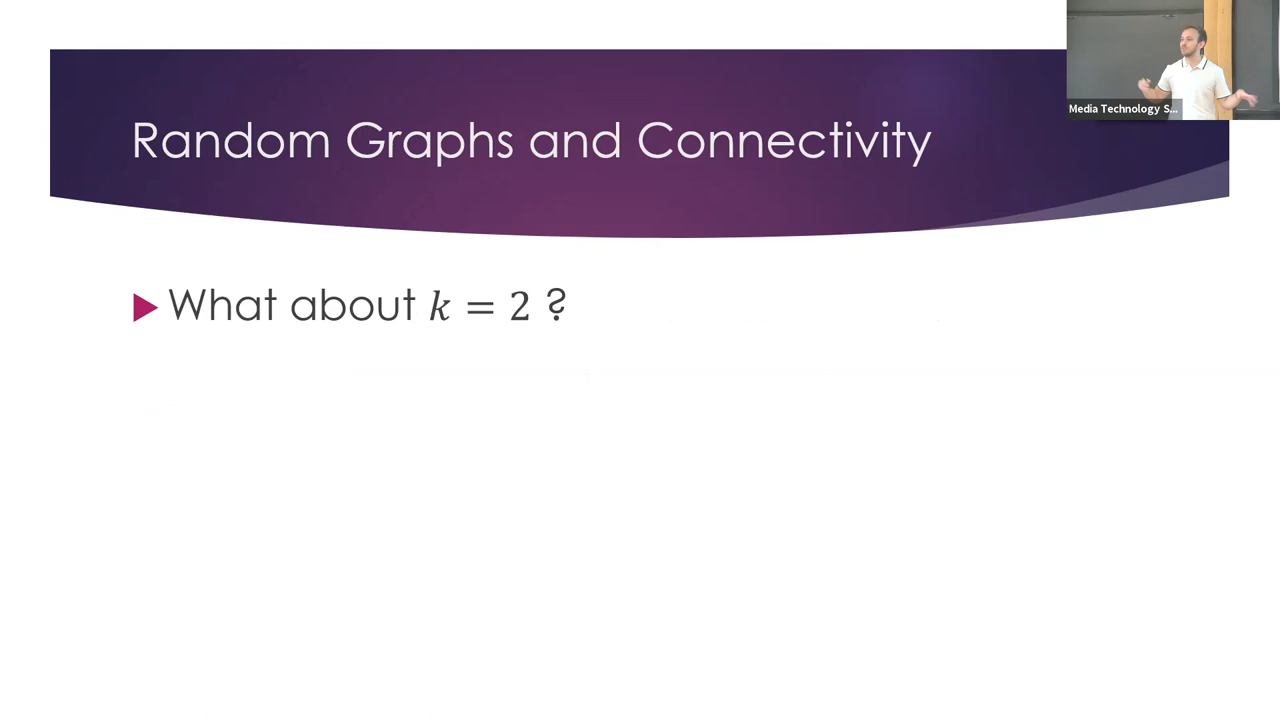 Random Graphs and Connectivity
Media Technology S...
What about k = 2 ?